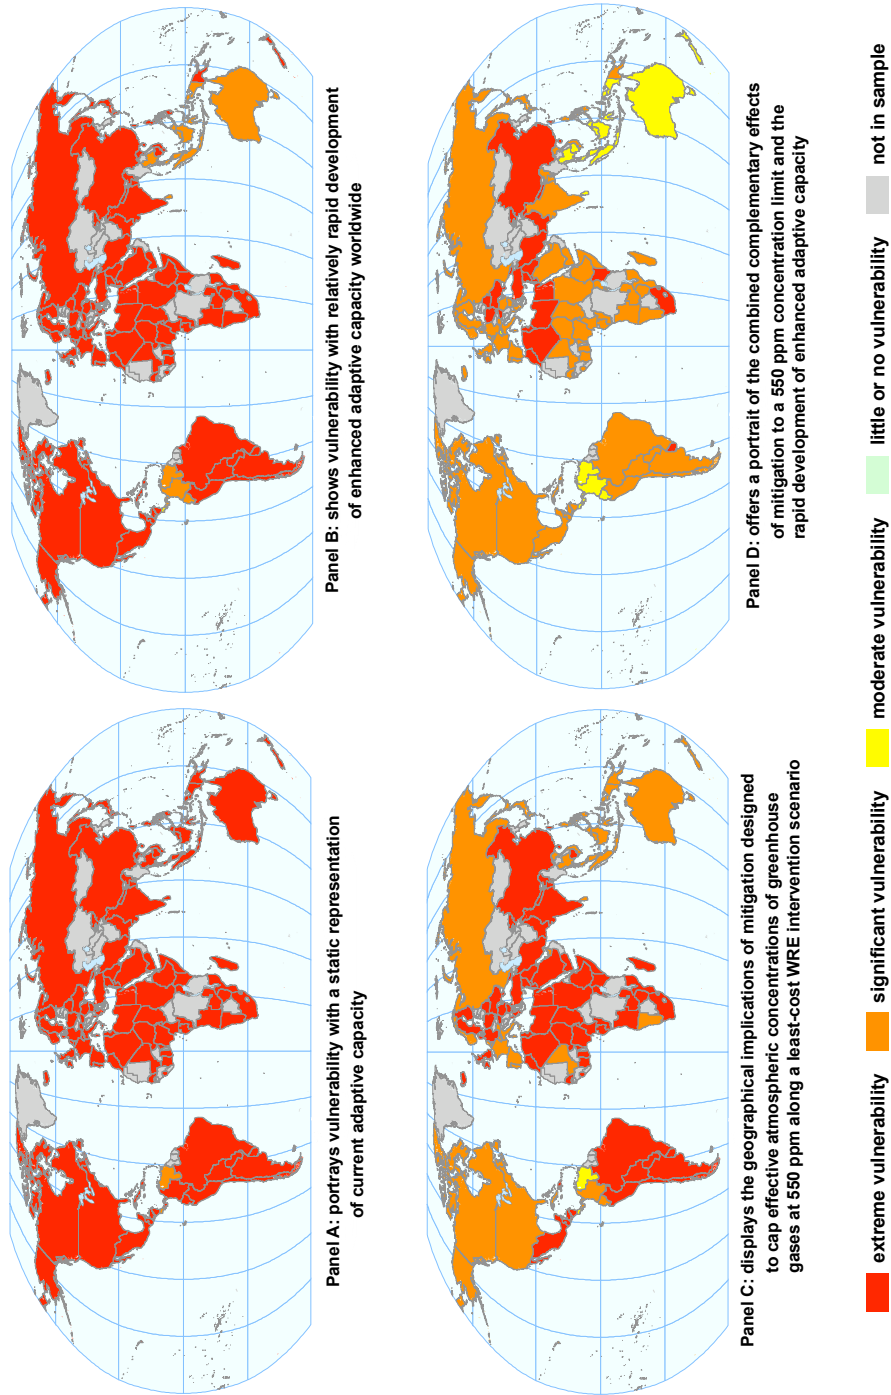 Panel A: portrays vulnerability with a static representation
of current adaptive capacity
Panel B: shows vulnerability with relatively rapid development
of enhanced adaptive capacity worldwide
Panel C: displays the geographical implications of mitigation designed
to cap effective atmospheric concentrations of greenhouse
gases at 550 ppm along a least-cost WRE intervention scenario
Panel D: offers a portrait of the combined complementary effects
of mitigation to a 550 ppm concentration limit and the
rapid development of enhanced adaptive capacity
extreme vulnerability
significant vulnerability
moderate vulnerability
little or no vulnerability
not in sample